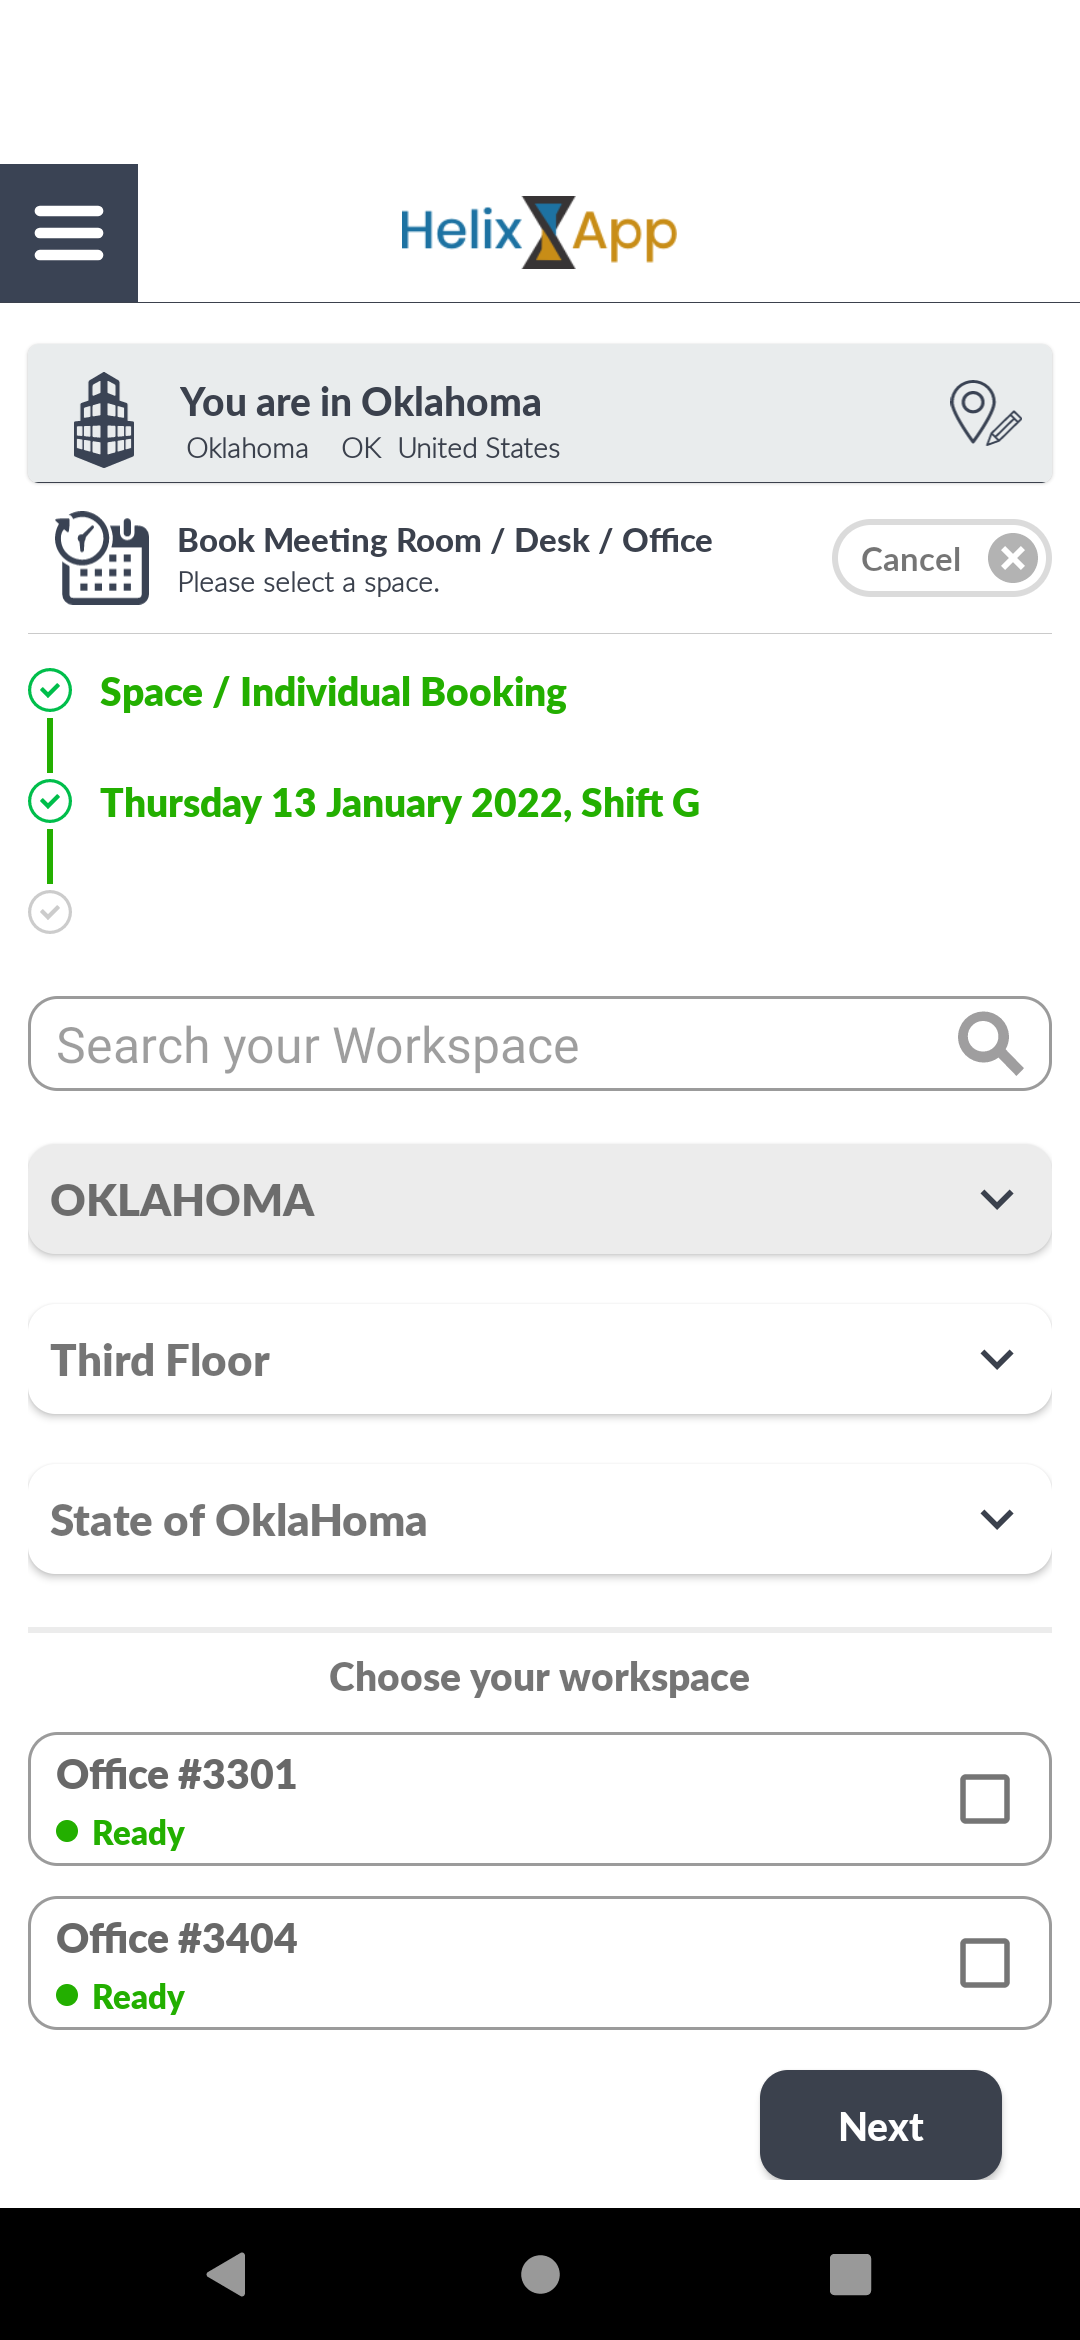 Helix App
You are in Oklahoma
Oklahoma OK United States
Book Meeting Room / Desk / Office
Please select a space.
Cancel
Space / Individual Booking
Thursday 13 January 2022, Shift G
Search your Workspace
OKLAHOMA
Third Floor
State of OklaHoma
Choose your workspace
Office #3301
Ready
Office #3404
Ready
Next